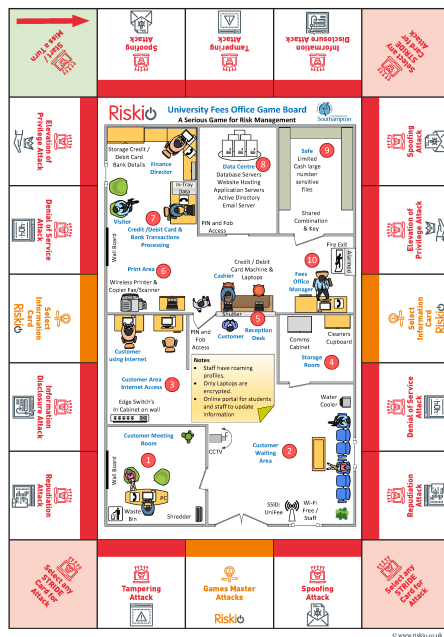 Start/
Miss a Turn
Spoofing
Attack
Tampering
Attack
Information
Disclosure Attack
Select any
STRIDE
Card for
Attack
Riskio
University Fees Office Game Board
A Serious Game for Risk Management
Southampton
Elevation of
Privilege Attack
Denial of Service
Attack
Select
Information
Card
Riskio
Information
Disclosure Attack
Repudiation
Attack
Storage Credit /
Debit Card
Bank Details
Finance
Director
In-Tray
Data
Visitor
7
Credit /Debit Card &
Bank Transactions
Processing
Wall Board
Data Centre
8
Database Servers
Website Hosting
Application Servers
Active Directory
Email Server
PIN and Fob
Access
Safe
9
Limited
Cash large
number
sensitive
files
Shared
Combination
& Key
Print Area
6
Wireless Printer &
Copier Fax/Scanner
Credit / Debit
Card Machine &
Laptops
Cashier
Shutter
5
Customer
Reception
Desk
Fire Exit
10
Alarmed
Fees
Office
Manager
Customer
using Internet
PIN and
Fob
Access
Comms
Cabinet
Cleaners
Cupboard
Storage
Room
4
Notes
• Staff have roaming
profiles.
• Only Laptops are
encrypted.
• Online portal for students
and staff to update
information
Customer Area
Internet Access
3
Edge Switch's
In Cabinet on wall
Water
Cooler
Customer Meeting
Room
1
Wall Board
PC
Waste
Bin
Shredder
CCTV
Customer
Waiting
Area
2
SSID:
UniFee
Wi-Fi
Free /
Staff
Spoofing
Attack
Elevation of
Privilege Attack
Select
Information
Card
Riskio
Denial of Service
Attack
Repudiation
Attack
Select any
STRIDE
Card for
Attack
Tampering
Attack
Games Master
Attacks
Riskio
Spoofing
Attack
Select any
STRIDE
Card for
Attack
© www.riskio.co.uk